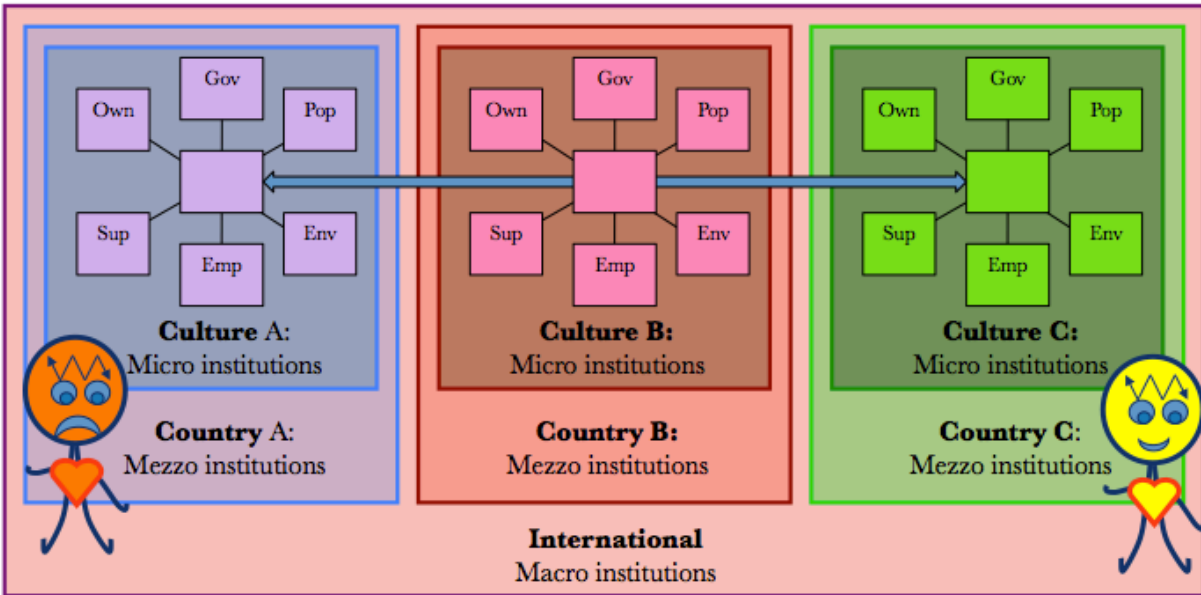 Gov
Own
Pop
Sup
Env
Emp
Culture A:
Micro institutions
Country A:
Mezzo institutions
Gov
Own
Pop
Sup
Env
Emp
Culture B:
Micro institutions
Country B:
Mezzo institutions
Gov
Own
Pop
Sup
Env
Emp
Culture C:
Micro institutions
Country C:
Mezzo institutions
International
Macro institutions